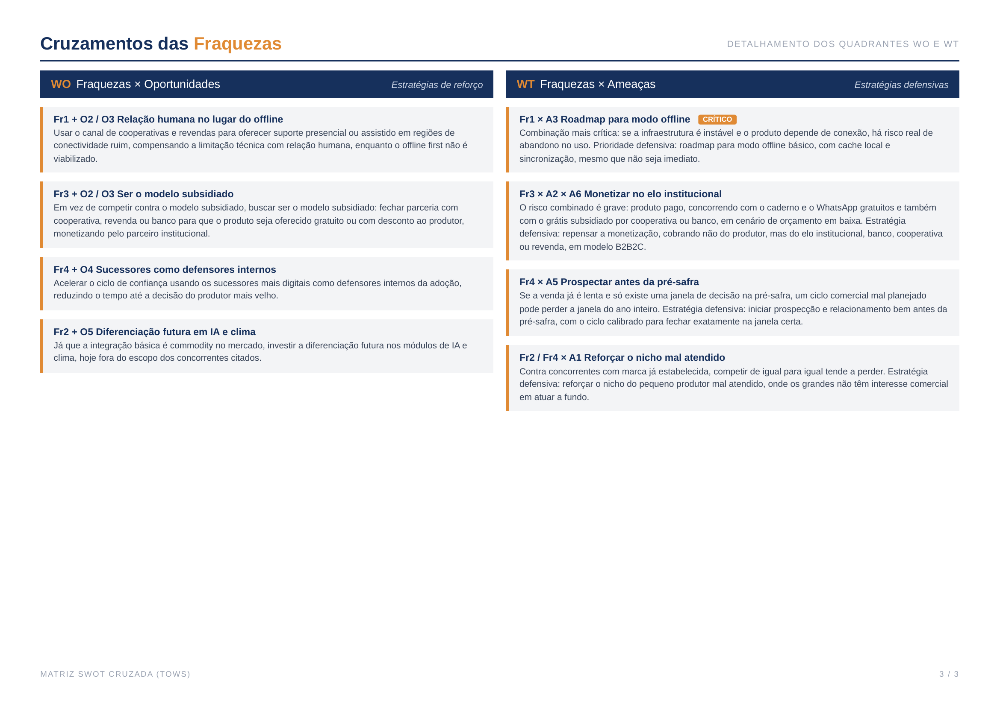 Cruzamentos das Fraquezas
DETALHAMENTO DOS QUADRANTES WO E WT
WO Fraquezas × Oportunidades
Estratégias de reforço
Fr1 + O2 / O3 Relação humana no lugar do offline
Usar o canal de cooperativas e revendas para oferecer suporte presencial ou assistido em regiões de
conectividade ruim, compensando a limitação técnica com relação humana, enquanto o offline first não é
viabilizado.
Fr3 + O2 / O3 Ser o modelo subsidiado
Em vez de competir contra o modelo subsidiado, buscar ser o modelo subsidiado: fechar parceria com
cooperativa, revenda ou banco para que o produto seja oferecido gratuito ou com desconto ao produtor,
monetizando pelo parceiro institucional.
Fr4 + O4 Sucessores como defensores internos
Acelerar o ciclo de confiança usando os sucessores mais digitais como defensores internos da adoção,
reduzindo o tempo até a decisão do produtor mais velho.
Fr2 + O5 Diferenciação futura em IA e clima
Já que a integração básica é commodity no mercado, investir a diferenciação futura nos módulos de IA e
clima, hoje fora do escopo dos concorrentes citados.
WT Fraquezas × Ameaças
Estratégias defensivas
Fr1 × A3 Roadmap para modo offline CRÍTICO
Combinação mais crítica: se a infraestrutura é instável e o produto depende de conexão, há risco real de
abandono no uso. Prioridade defensiva: roadmap para modo offline básico, com cache local e
sincronização, mesmo que não seja imediato.
Fr3 × A2 × A6 Monetizar no elo institucional
O risco combinado é grave: produto pago, concorrendo com o caderno e o WhatsApp gratuitos e também
com o grátis subsidiado por cooperativa ou banco, em cenário de orçamento em baixa. Estratégia
defensiva: repensar a monetização, cobrando não do produtor, mas do elo institucional, banco, cooperativa
ou revenda, em modelo B2B2C.
Fr4 × A5 Prospectar antes da pré-safra
Se a venda já é lenta e só existe uma janela de decisão na pré-safra, um ciclo comercial mal planejado
pode perder a janela do ano inteiro. Estratégia defensiva: iniciar prospecção e relacionamento bem antes da
pré-safra, com o ciclo calibrado para fechar exatamente na janela certa.
Fr2 / Fr4 × A1 Reforçar o nicho mal atendido
Contra concorrentes com marca já estabelecida, competir de igual para igual tende a perder. Estratégia
defensiva: reforçar o nicho do pequeno produtor mal atendido, onde os grandes não têm interesse comercial
em atuar a fundo.
MATRIZ SWOT CRUZADA (TOWS)
3 / 3